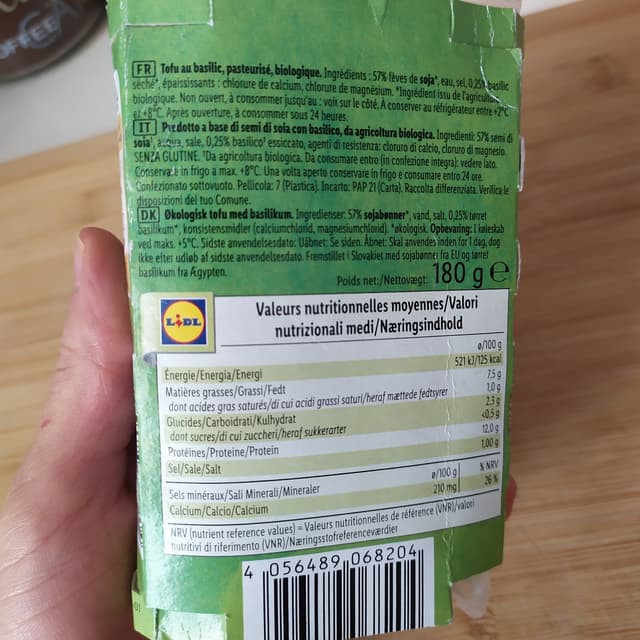 FR Tofu au basilic, pasteurisé, biologique. Ingrédients : 57% fèves de soja*, eau, sel, 0,25% basilic
séché*, épaississants : chlorure de calcium, chlorure de magnésium. *Ingrédient issu de l'agriculture
biologique. Non ouvert, à consommer jusqu'au : voir sur le côté. A conserver au réfrigérateur entre +2°C
et +8°C. Après ouverture, à consommer sous 24 heures.
IT Prodotto a base di semi di soia con basilico, da agricoltura biologica. Ingredienti: 57% semi di
soia¹, acqua, sale, 0,25% basilico¹ essiccato, agenti di resistenza: cloruro di calcio, cloruro di magnesio.
SENZA GLUTINE. ¹Da agricoltura biologica. Da consumare entro (in confezione integra): vedere lato.
Conservare in frigo a max. +8°C. Una volta aperto conservare in frigo e consumare entro 24 ore.
Confezionato sottovuoto. Pellicola: 7 (Plastica). Incarto: PAP 21 (Carta). Raccolta differenziata. Verifica le
disposizioni del tuo Comune.
DK Økologisk tofu med basilikum. Ingredienser: 57% sojabønner*, vand, salt, 0,25% tørret
basilikum*, konsistensmidler (calciumchlorid, magnesiumchlorid). *økologisk. Opbevaring: I køleskab
ved maks. +5°C. Sidste anvendelsesdato: Uåbnet: Se siden. Åbnet: Skal anvendes inden for 1 dag, dog
ikke efter udløb af sidste anvendelsesdato. Fremstillet i Slovakiet med sojabønner fra EU og tørret
basilikum fra Ægypten.
Poids net:/Nettovægt: 180 g e
LIDL
Valeurs nutritionnelles moyennes/Valori
nutrizionali medi/Næringsindhold
ø/100 g
Énergie/Energia/Energi 521 kJ/125 kcal
Matières grasses/Grassi/Fedt 7,5 g
dont acides gras saturés/di cui acidi grassi saturi/heraf mættede fedtsyrer 1,0 g
Glucides/Carboidrati/Kulhydrat 2,3 g
dont sucres/di cui zuccheri/heraf sukkerarter <0,5 g
Protéines/Proteine/Protein 12,0 g
Sel/Sale/Salt 1,00 g
ø/100 g % NRV
Sels minéraux/Sali Minerali/Mineraler
Calcium/Calcio/Calcium 210 mg 26 %
NRV (nutrient reference values) = Valeurs nutritionnelles de référence (VNR)/valori
nutritivi di riferimento (VNR)/Næringsstofreferenceværdier
4 056489 068204